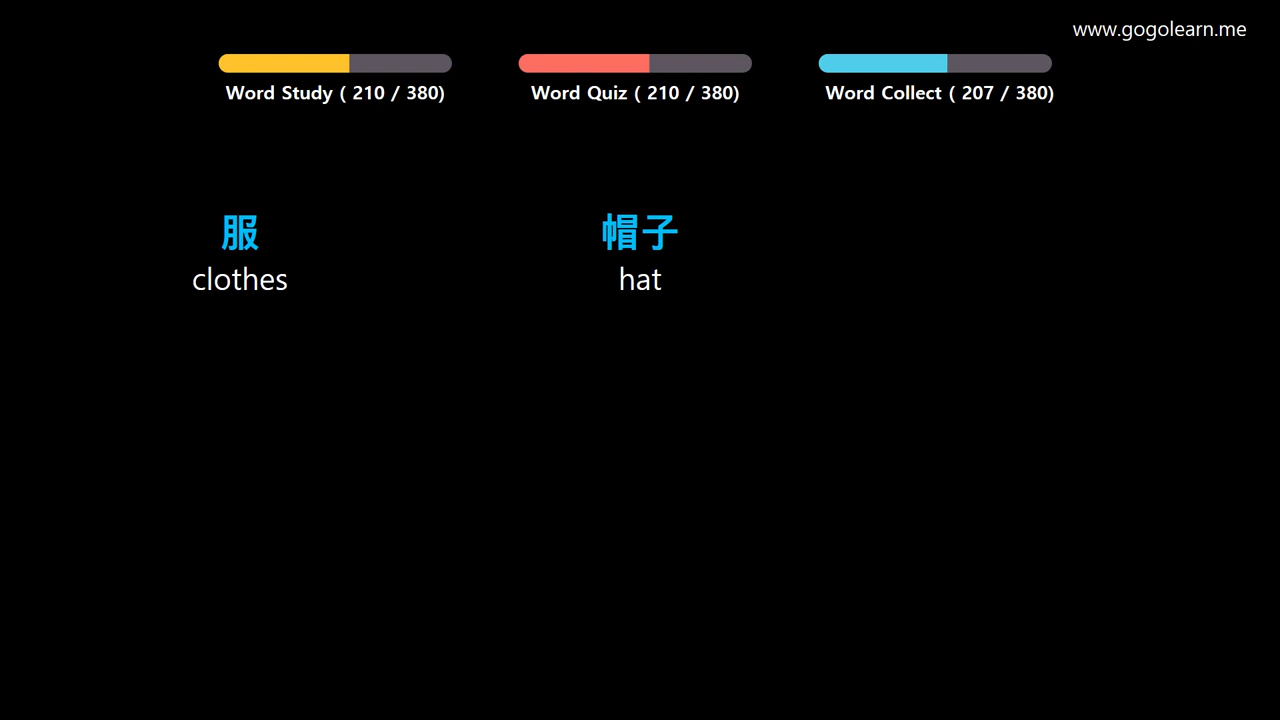 www.gogolearn.me
Word Study ( 210 / 380)
Word Quiz ( 210 / 380)
Word Collect ( 207 / 380)
服
clothes
帽子
hat